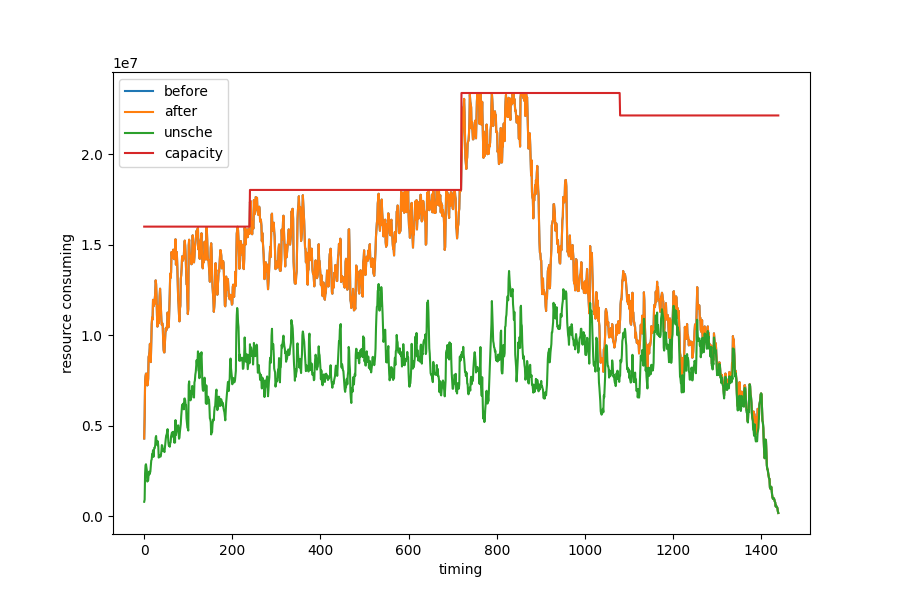 1e7
before
after
unsche
capacity
2.0
1.5
1.0
0.5
0.0
resource consuming
0 200 400 600 800 1000 1200 1400
timing